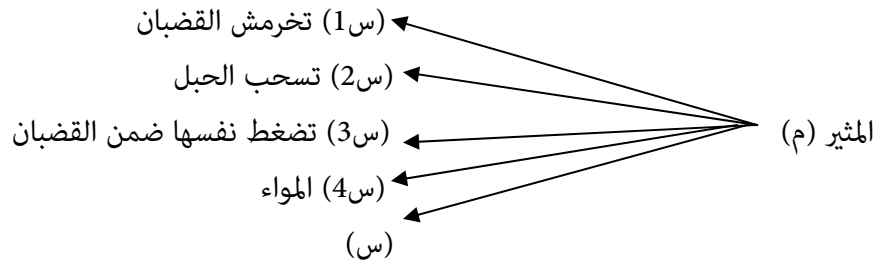 (س1) تخرمش القضبان
(س2) تسحب الحبل
المثير (م)
(س3) تضغط نفسها ضمن القضبان
(س4) المواء
(س)